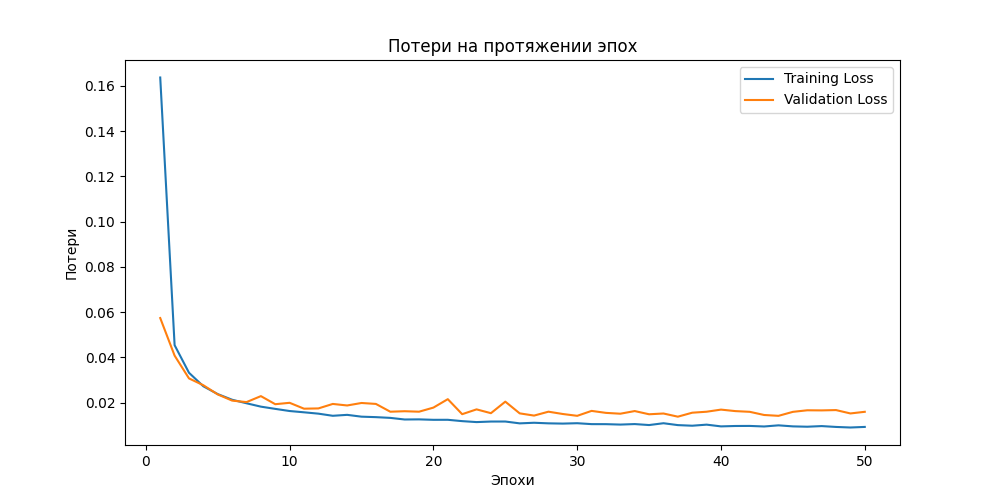 Потери на протяжении эпох
Training Loss
Validation Loss
Потери
0.16
0.14
0.12
0.10
0.08
0.06
0.04
0.02
0
10
20
30
40
50
Эпохи